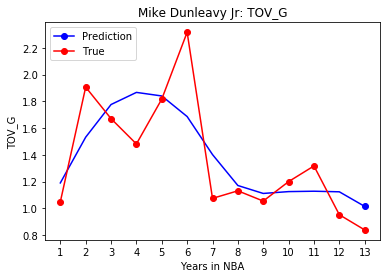 Mike Dunleavy Jr: TOV_G
Prediction
True
TOV_G
2.2
2.0
1.8
1.6
1.4
1.2
1.0
0.8
1 2 3 4 5 6 7 8 9 10 11 12 13
Years in NBA